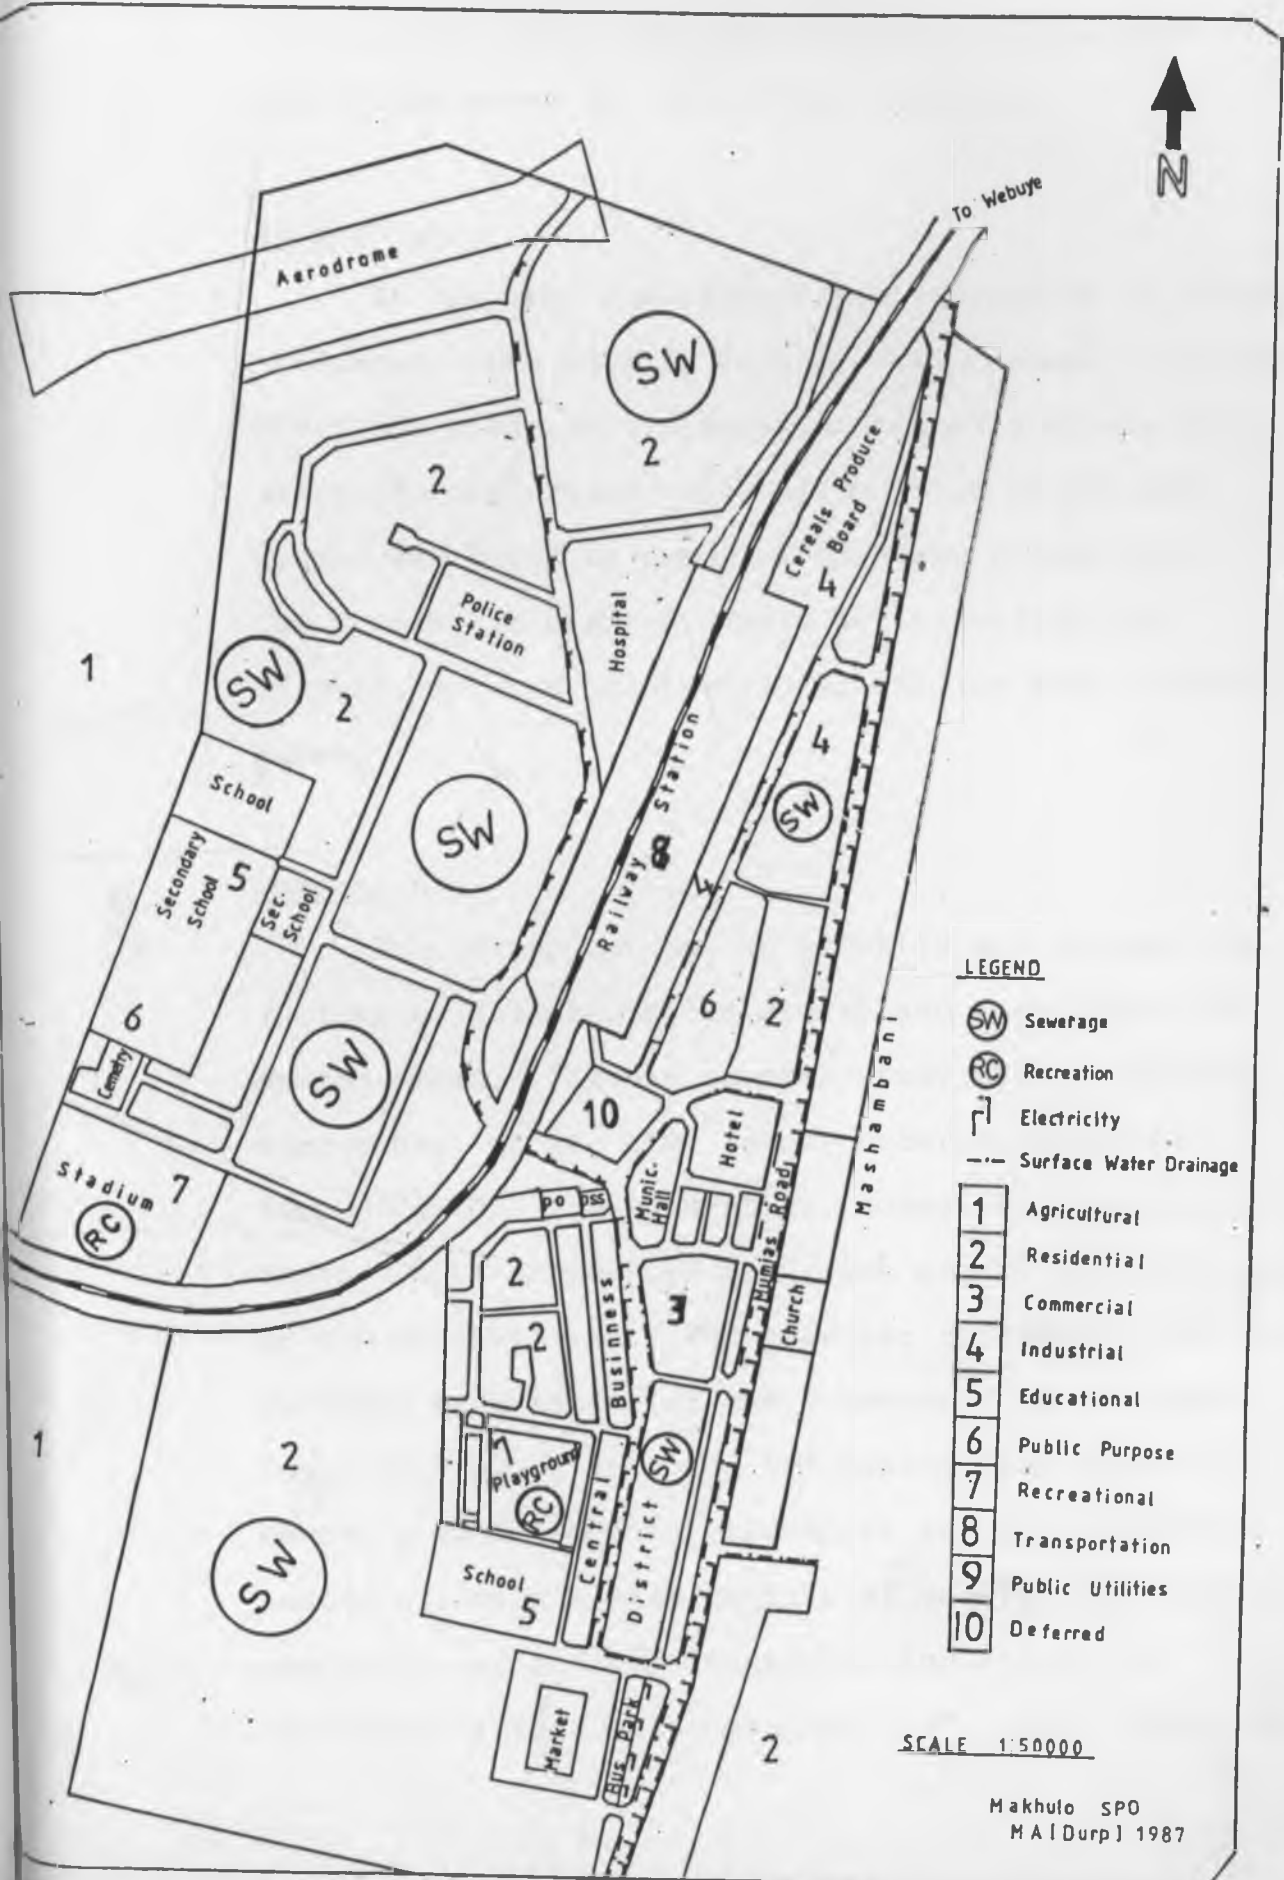 N
To Webuye
Aerodrome
SW
2
2
Cereals Produce
Board
4
Police
Station
Hospital
1
SW
2
4
School
SW
SW
Railway Station
8
Secondary
School
5
Sec.
School
4
6
2
6
Cemetry
SW
10
Hotel
Mashambani
Stadium
7
RC
Munic.
Hall
po
DSS
2
2
3
Mumias Road
Church
Central Businness District
7
Playground
RC
SW
1
2
SW
School
5
Market
Bus Park
2
LEGEND
SW Sewerage
RC Recreation
Electricity
Surface Water Drainage
1 Agricultural
2 Residential
3 Commercial
4 Industrial
5 Educational
6 Public Purpose
7 Recreational
8 Transportation
9 Public Utilities
10 Deferred
SCALE 1:50000
Makhulo SPO
MA[Durp] 1987